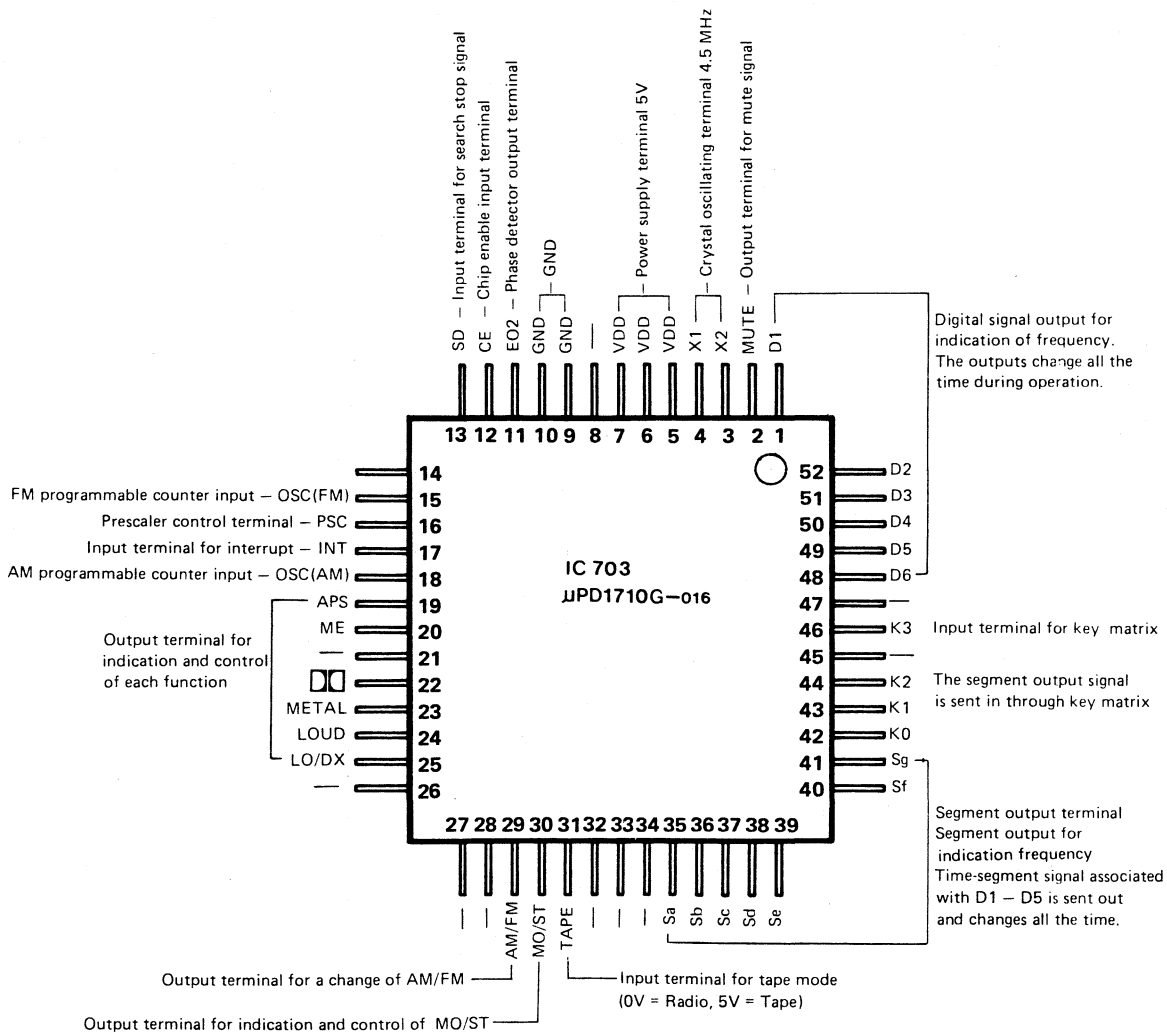 SD – Input terminal for search stop signal
CE – Chip enable input terminal
EO2 – Phase detector output terminal
GND
GND
– GND
—
VDD
VDD
VDD
– Power supply terminal 5V
X1
X2
– Crystal oscillating terminal 4.5 MHz
MUTE – Output terminal for mute signal
D1
Digital signal output for
indication of frequency.
The outputs change all the
time during operation.
13 12 11 10 9 8 7 6 5 4 3 2 1
14
FM programmable counter input – OSC(FM) 15
Prescaler control terminal – PSC 16
Input terminal for interrupt – INT 17
AM programmable counter input – OSC(AM) 18
APS 19
ME 20
— 21
22
METAL 23
LOUD 24
LO/DX 25
— 26
Output terminal for
indication and control
of each function
IC 703
μPD1710G–016
52 D2
51 D3
50 D4
49 D5
48 D6
47 —
46 K3 Input terminal for key matrix
45 —
44 K2
43 K1
42 K0
The segment output signal
is sent in through key matrix
41 Sg
40 Sf
Segment output terminal
Segment output for
indication frequency
Time-segment signal associated
with D1 – D5 is sent out
and changes all the time.
27 28 29 30 31 32 33 34 35 36 37 38 39
—
—
AM/FM
MO/ST
TAPE
—
—
—
Sa
Sb
Sc
Sd
Se
Output terminal for a change of AM/FM
Input terminal for tape mode
(0V = Radio, 5V = Tape)
Output terminal for indication and control of MO/ST